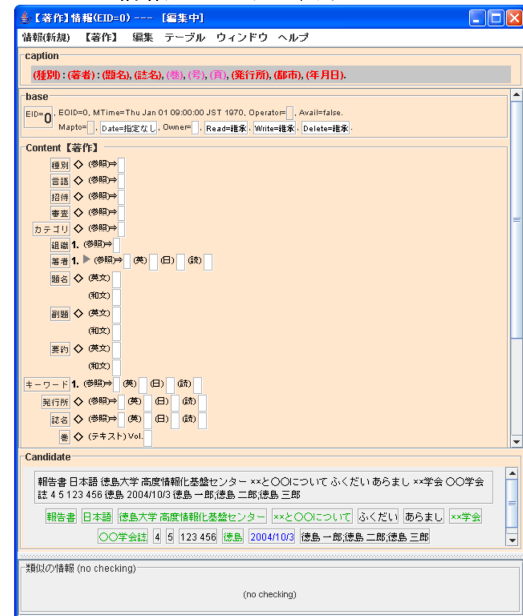 【著作】情報(EID=0) --- [編集中]
情報(新規) 【著作】 編集 テーブル ウィンドウ ヘルプ
caption
(種別) : (著者) : (題名), (誌名), (巻), (号), (頁), (発行所), (都市), (年月日).
base
EID=0, EOID=0, MTime=Thu Jan 01 09:00:00 JST 1970, Operator= , Avail=false.
Mapto= , Date=指定なし, Owner= , Read=継承, Write=継承, Delete=継承.
Content 【著作】
種別 ◇ (参照)⇒
言語 ◇ (参照)⇒
招待 ◇ (参照)⇒
審査 ◇ (参照)⇒
カテゴリ ◇ (参照)⇒
組織 1. (参照)⇒
著者 1. ▶ (参照)⇒ (英) (日) (読)
題名 ◇ (英文)
(和文)
副題 ◇ (英文)
(和文)
要約 ◇ (英文)
(和文)
キーワード 1. (参照)⇒ (英) (日) (読)
発行所 ◇ (参照)⇒ (英) (日) (読)
誌名 ◇ (参照)⇒ (英) (日) (読)
巻 ◇ (テキスト) Vol.
Candidate
報告書 日本語 徳島大学 高度情報化基盤センター ××と〇〇について ふくだい あらまし ××学会 〇〇学会
誌 4 5 123 456 徳島 2004/10/3 徳島 一郎;徳島 二郎;徳島 三郎
報告書 日本語 徳島大学 高度情報化基盤センター ××と〇〇について ふくだい あらまし ××学会
〇〇学会誌 4 5 123 456 徳島 2004/10/3 徳島 一郎;徳島 二郎;徳島 三郎
類似の情報 (no checking)
(no checking)